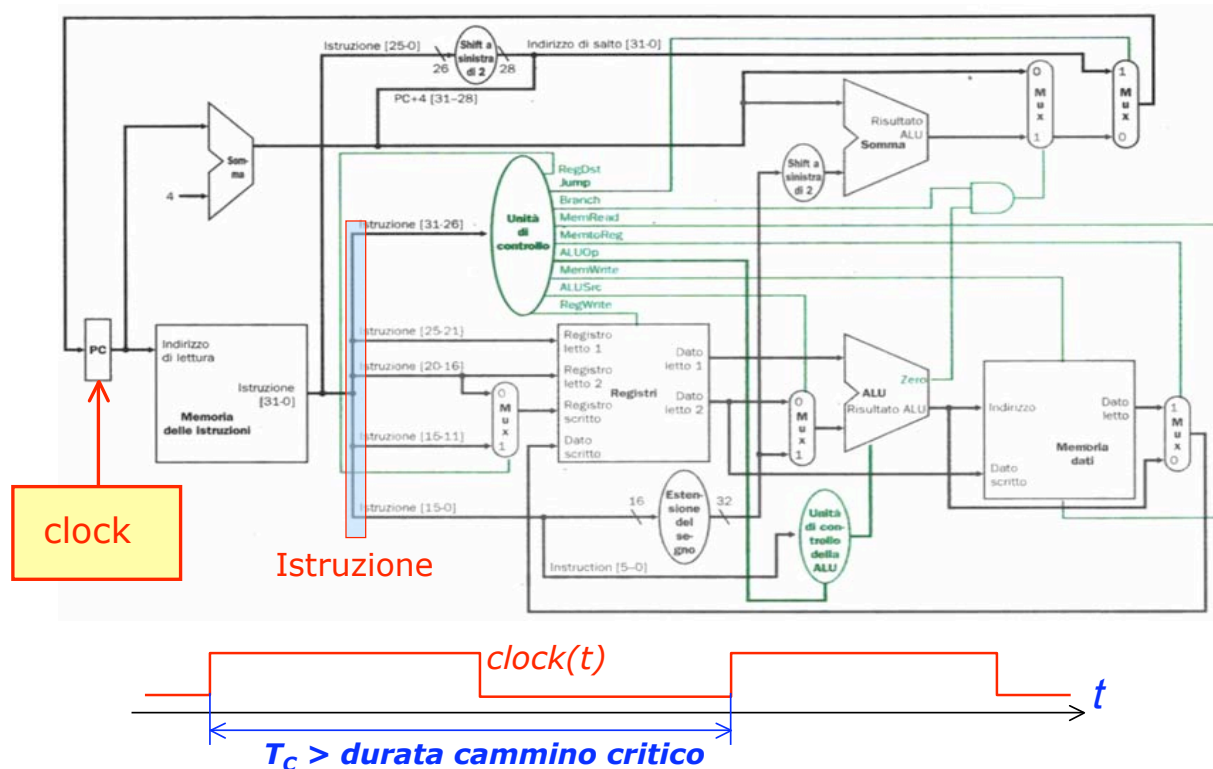 Istruzione [25-0]
26
Shift a
sinistra
di 2
28
Indirizzo di salto [31-0]
PC+4 [31–28]
4
Som-
ma
0
M
u
x
1
1
M
u
x
0
Risultato
ALU
Somma
Shift a
sinistra
di 2
RegDst
Jump
Branch
MemRead
MemtoReg
ALUOp
MemWrite
ALUSrc
RegWrite
Unità
di
controllo
Istruzione [31-26]
PC
Indirizzo
di lettura
Istruzione
[31-0]
Memoria
delle Istruzioni
Istruzione [25-21]
Istruzione [20-16]
Istruzione [15-11]
Istruzione [15-0]
0
M
u
x
1
Registro
letto 1
Registro
letto 2
Registro
scritto
Dato
scritto
Dato
letto 1
Dato
letto 2
Registri
0
M
u
x
1
ALU
Zero
Risultato ALU
Indirizzo
Dato
letto
Memoria
dati
Dato
scritto
1
M
u
x
0
16
Esten-
sione
del
se-
gno
32
Instruction [5–0]
Unità
di con-
trollo
della
ALU
clock
Istruzione
clock(t)
t
TC > durata cammino critico